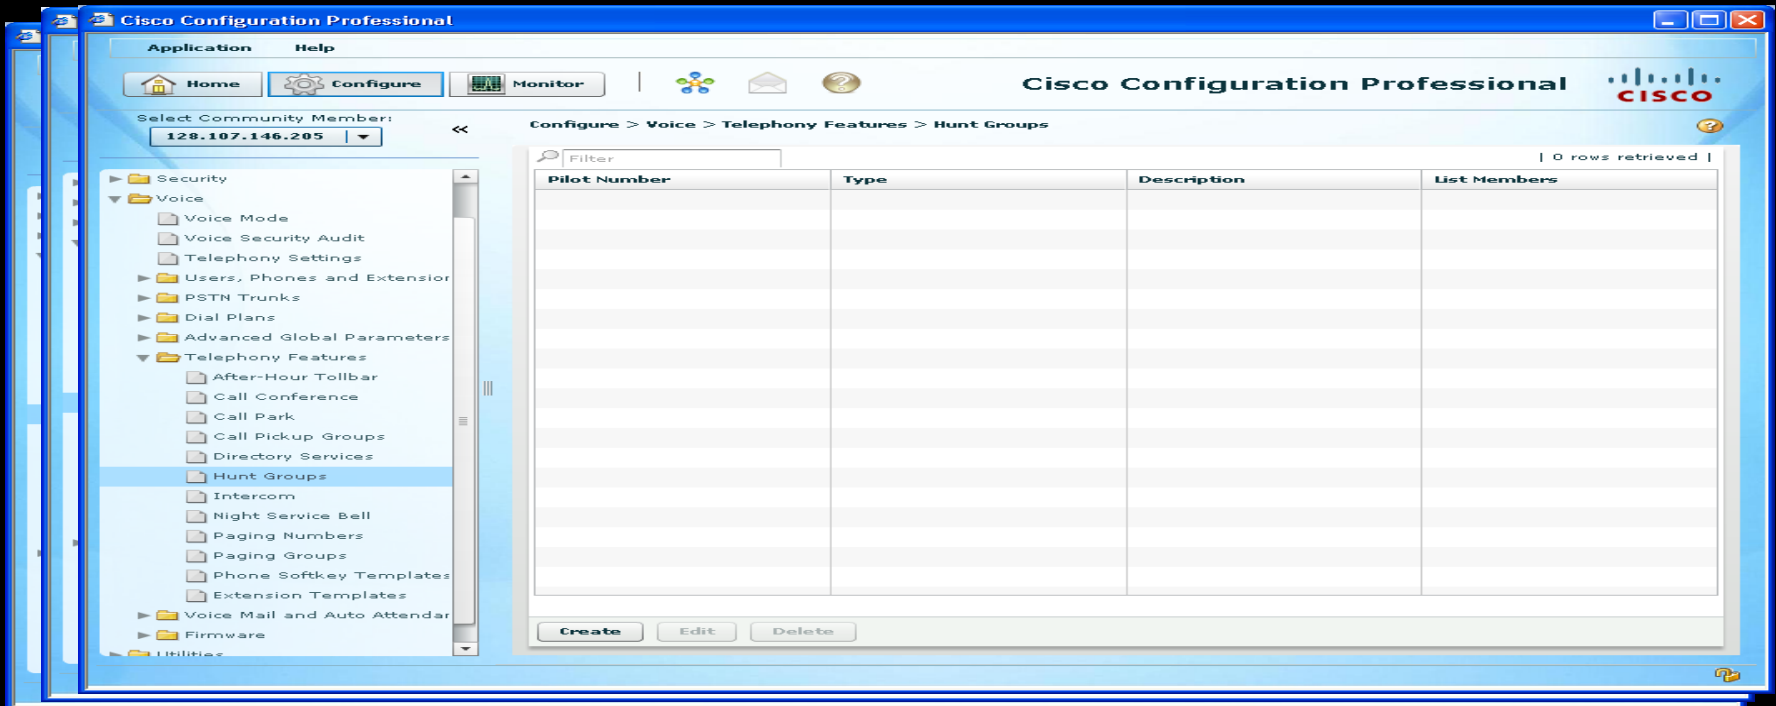 Cisco Configuration Professional
Application Help
Home Configure Monitor
Cisco Configuration Professional
CISCO
Select Community Member:
128.107.146.205
«
Configure > Voice > Telephony Features > Hunt Groups
Filter
| 0 rows retrieved |
Pilot Number Type Description List Members
Security
Voice
Voice Mode
Voice Security Audit
Telephony Settings
Users, Phones and Extension
PSTN Trunks
Dial Plans
Advanced Global Parameters
Telephony Features
After-Hour Tollbar
Call Conference
Call Park
Call Pickup Groups
Directory Services
Hunt Groups
Intercom
Night Service Bell
Paging Numbers
Paging Groups
Phone Softkey Templates
Extension Templates
Voice Mail and Auto Attendar
Firmware
Utilities
Create Edit Delete